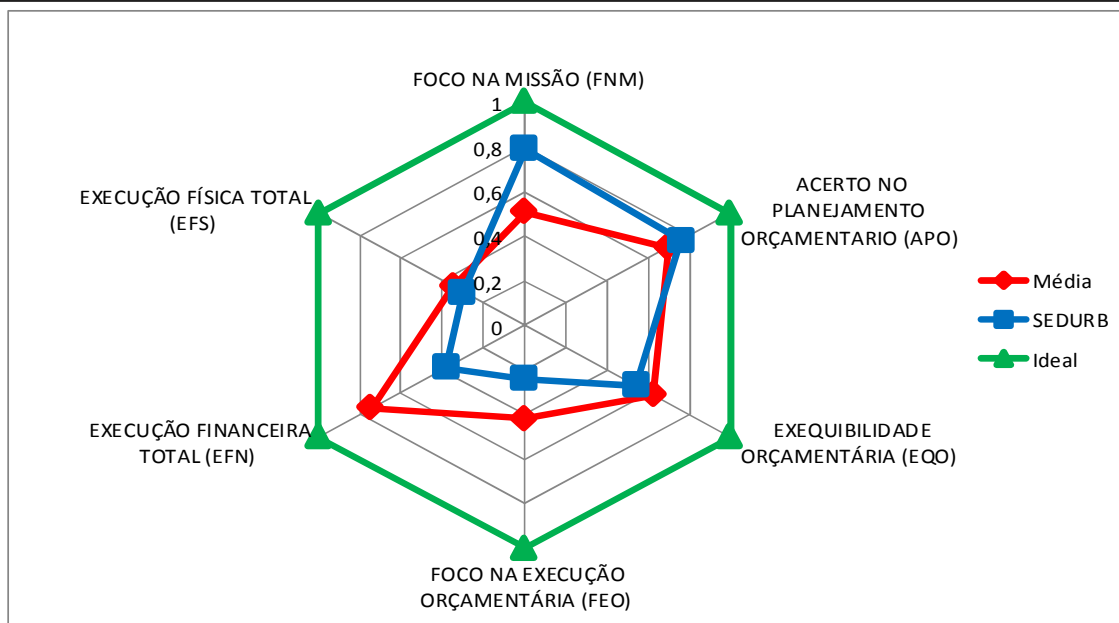 FOCO NA MISSÃO (FNM)
1
0,8
0,6
0,4
0,2
0
ACERTO NO
PLANEJAMENTO
ORÇAMENTARIO (APO)
EXEQUIBILIDADE
ORÇAMENTÁRIA (EQO)
FOCO NA EXECUÇÃO
ORÇAMENTÁRIA (FEO)
EXECUÇÃO FINANCEIRA
TOTAL (EFN)
EXECUÇÃO FÍSICA TOTAL
(EFS)
Média
SEDURB
Ideal